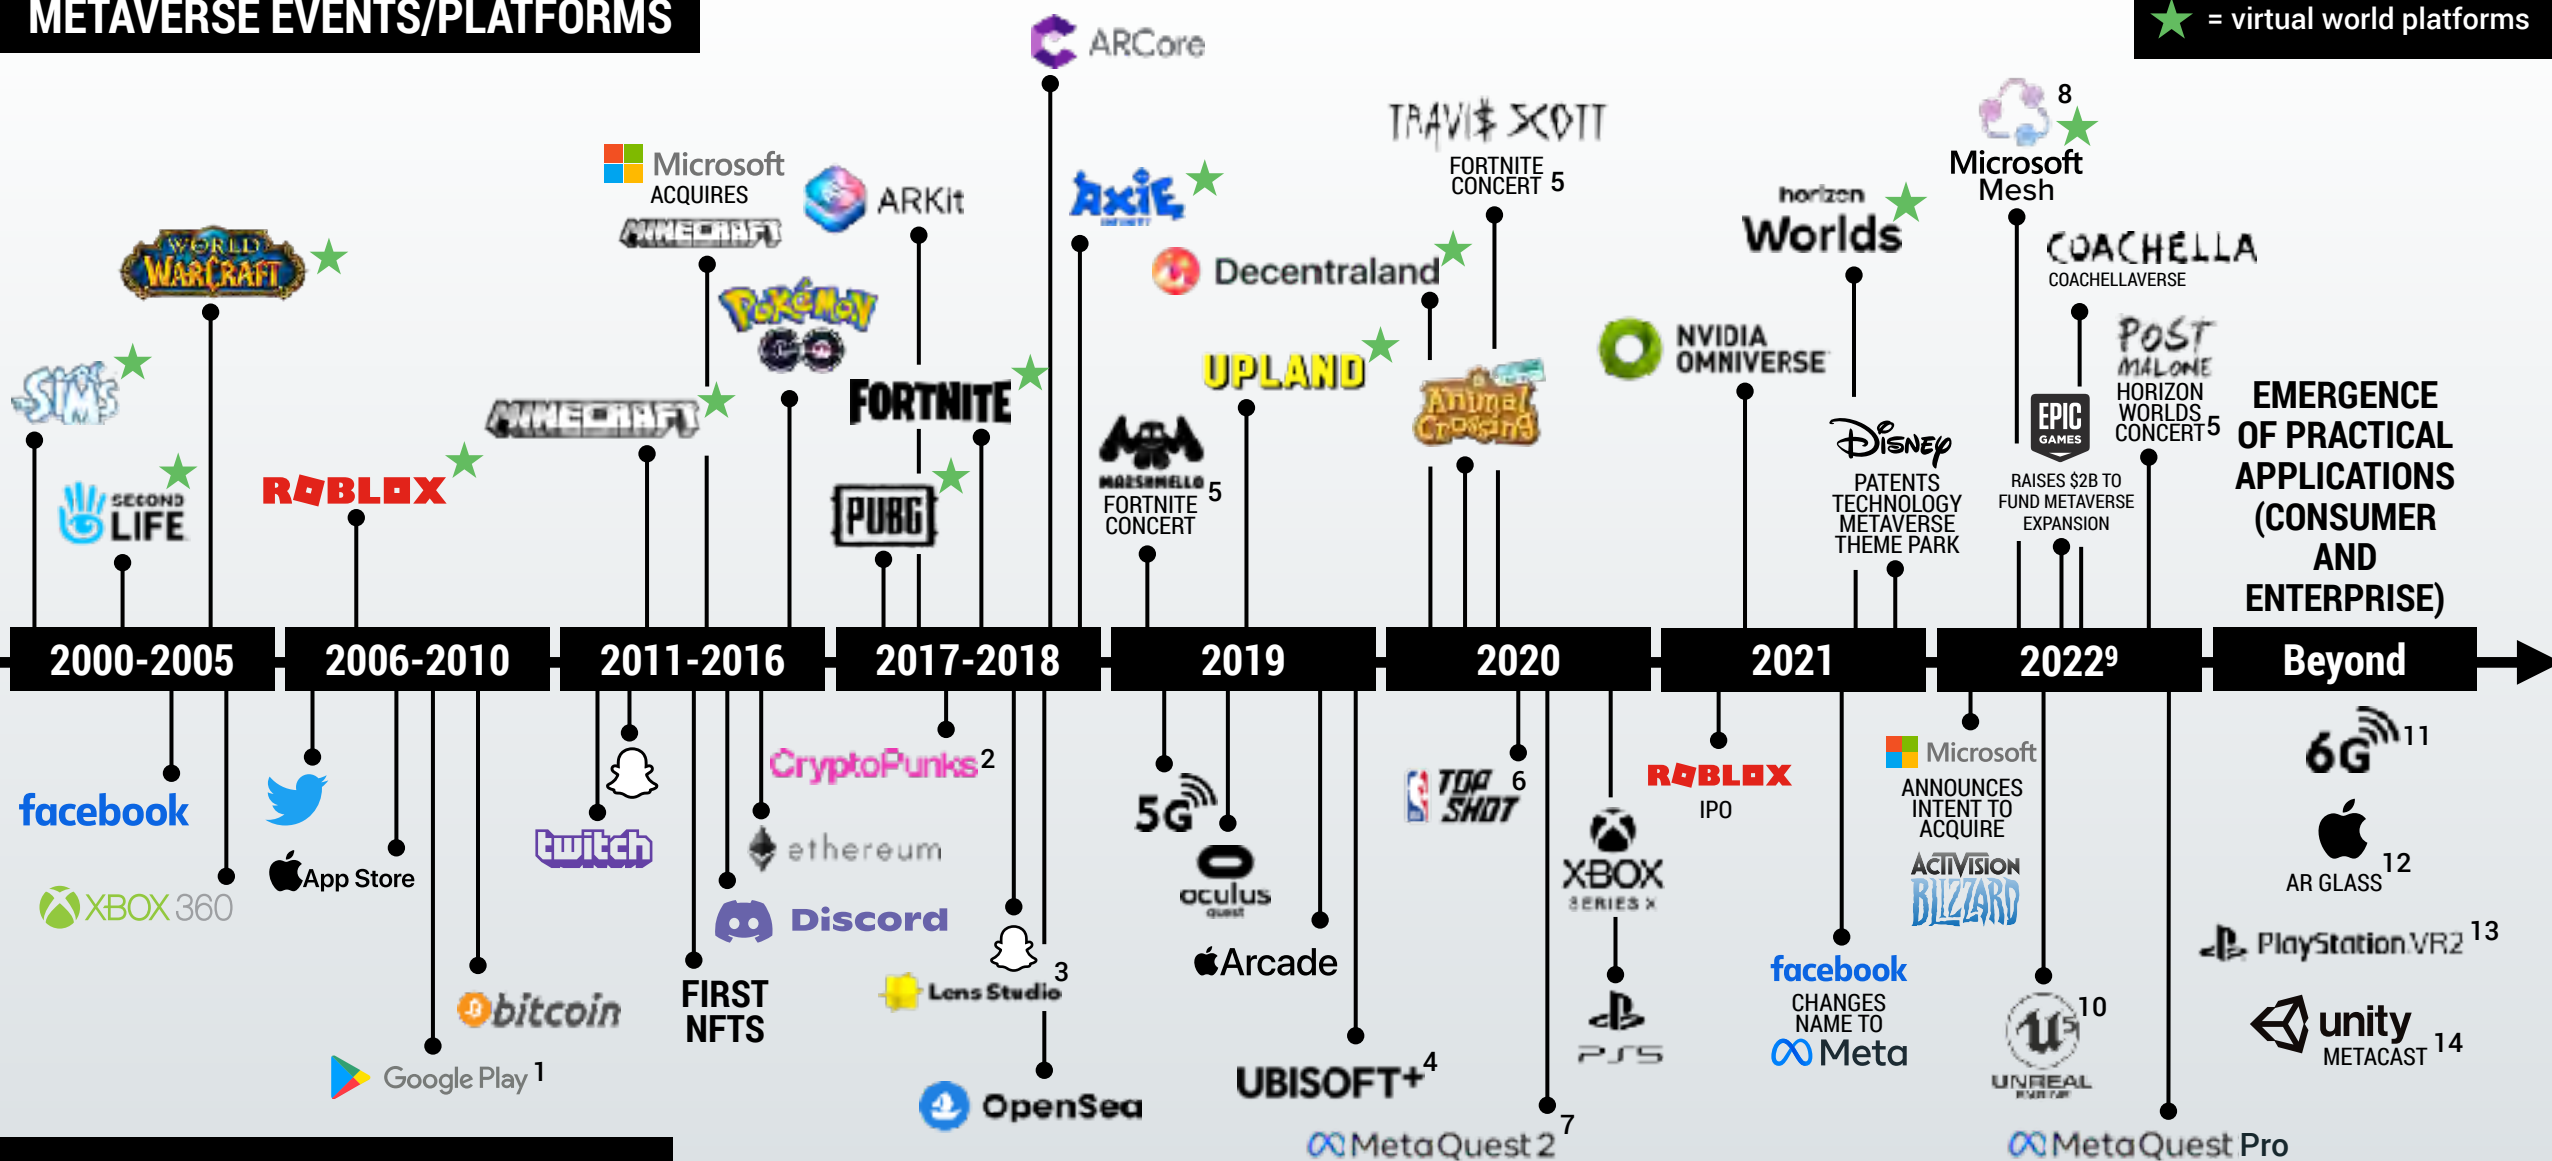 METAVERSE EVENTS/PLATFORMS
= virtual world platforms
ARCore
TRAVI$ SCOTT
FORTNITE
CONCERT 5
8
Microsoft
Mesh
Microsoft
ACQUIRES
MINECRAFT
ARKit
AXIE
INFINITY
horizon
Worlds
WORLD
WARCRAFT
Decentraland
COACHELLA
COACHELLAVERSE
POKÉMON
GO
NVIDIA
OMNIVERSE
POST
MALONE
HORIZON
WORLDS
CONCERT 5
SIMS
UPLAND
MINECRAFT
FORTNITE
Animal
Crossing
EPIC
GAMES
RAISES $2B TO
FUND METAVERSE
EXPANSION
EMERGENCE
OF PRACTICAL
APPLICATIONS
(CONSUMER
AND
ENTERPRISE)
SECOND
LIFE
ROBLOX
PUBG
MARSHMELLO
FORTNITE 5
CONCERT
Disney
PATENTS
TECHNOLOGY
METAVERSE
THEME PARK
2000-2005
2006-2010
2011-2016
2017-2018
2019
2020
2021
2022⁹
Beyond
facebook
XBOX 360
App Store
bitcoin
Google Play 1
twitch
FIRST
NFTS
CryptoPunks 2
ethereum
Discord
3
Lens Studio
OpenSea
5G
oculus
quest
Arcade
UBISOFT+ 4
TOP
SHOT 6
XBOX
SERIES X
PS5
MetaQuest 2 7
ROBLOX
IPO
facebook
CHANGES
NAME TO
Meta
Microsoft
ANNOUNCES
INTENT TO
ACQUIRE
ACTIVISION
BLIZZARD
U5 10
UNREAL
ENGINE
MetaQuest Pro
6G 11
AR GLASS 12
PlayStation VR2 13
unity
METACAST 14